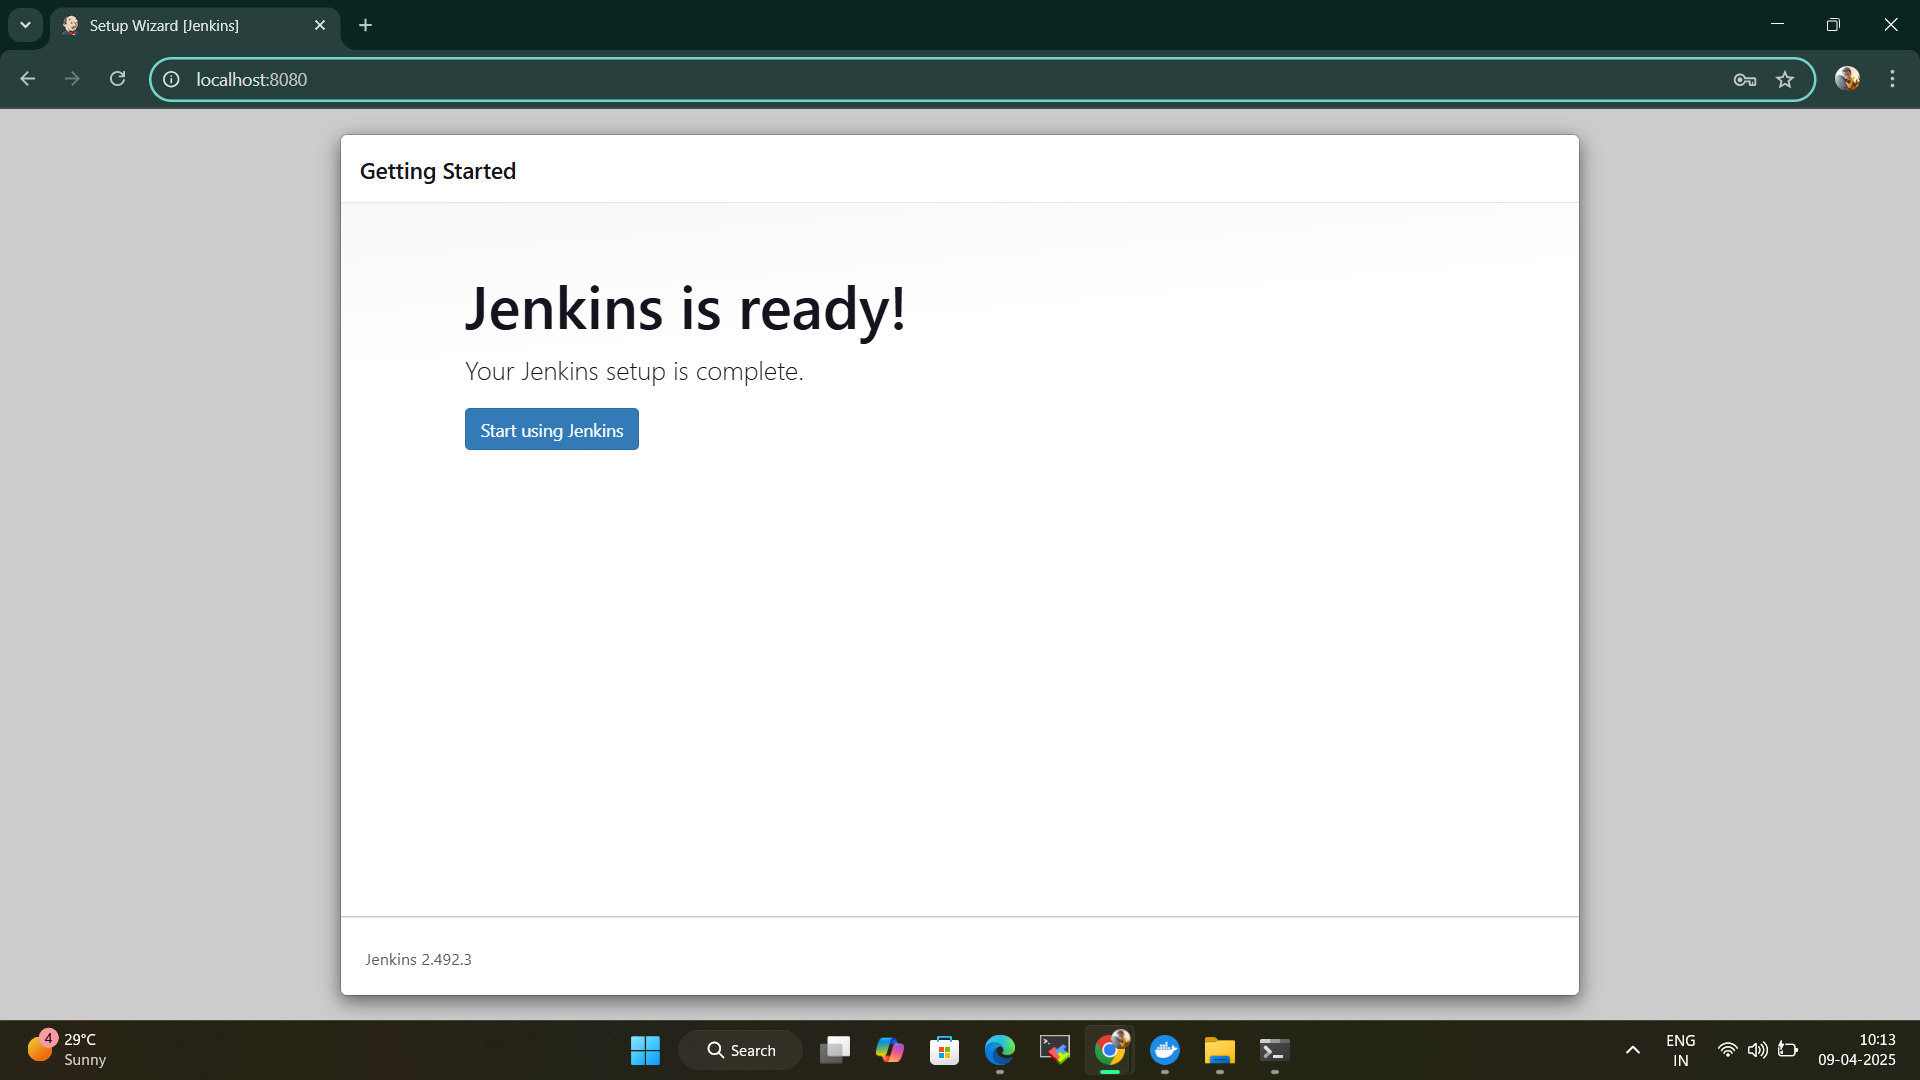 Setup Wizard [Jenkins]
localhost:8080
Getting Started
Jenkins is ready!
Your Jenkins setup is complete.
Start using Jenkins
Jenkins 2.492.3
4
29°C
Sunny
Search
ENG
IN
10:13
09-04-2025